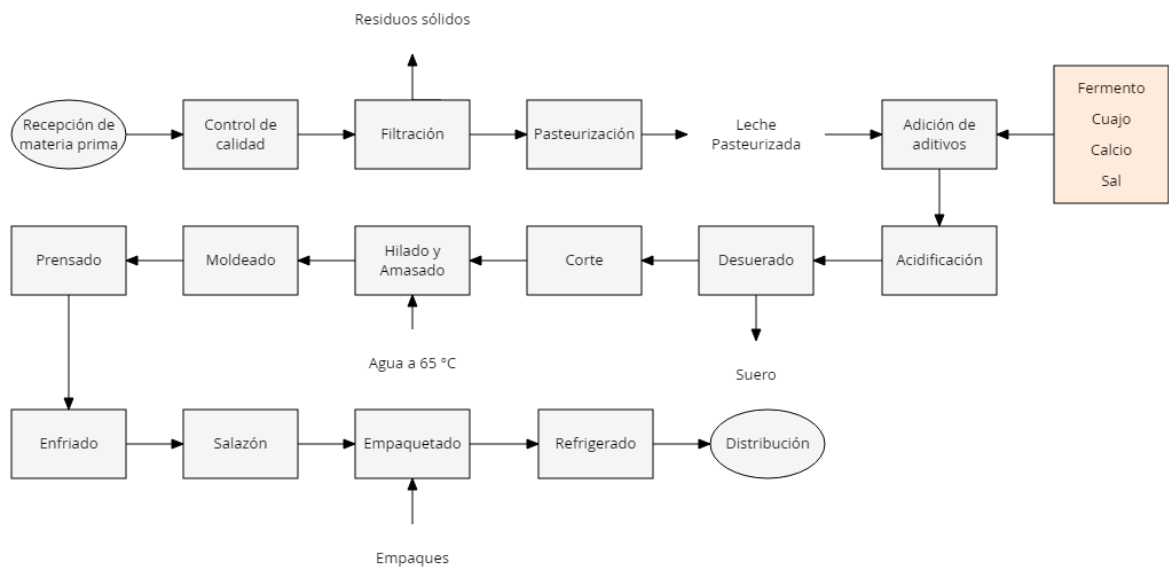 Residuos sólidos
Recepción de
materia prima
Control de
calidad
Filtración
Pasteurización
Leche
Pasteurizada
Adición de
aditivos
Fermento
Cuajo
Calcio
Sal
Prensado
Moldeado
Hilado y
Amasado
Corte
Desuerado
Acidificación
Agua a 65 °C
Suero
Enfriado
Salazón
Empaquetado
Refrigerado
Distribución
Empaques